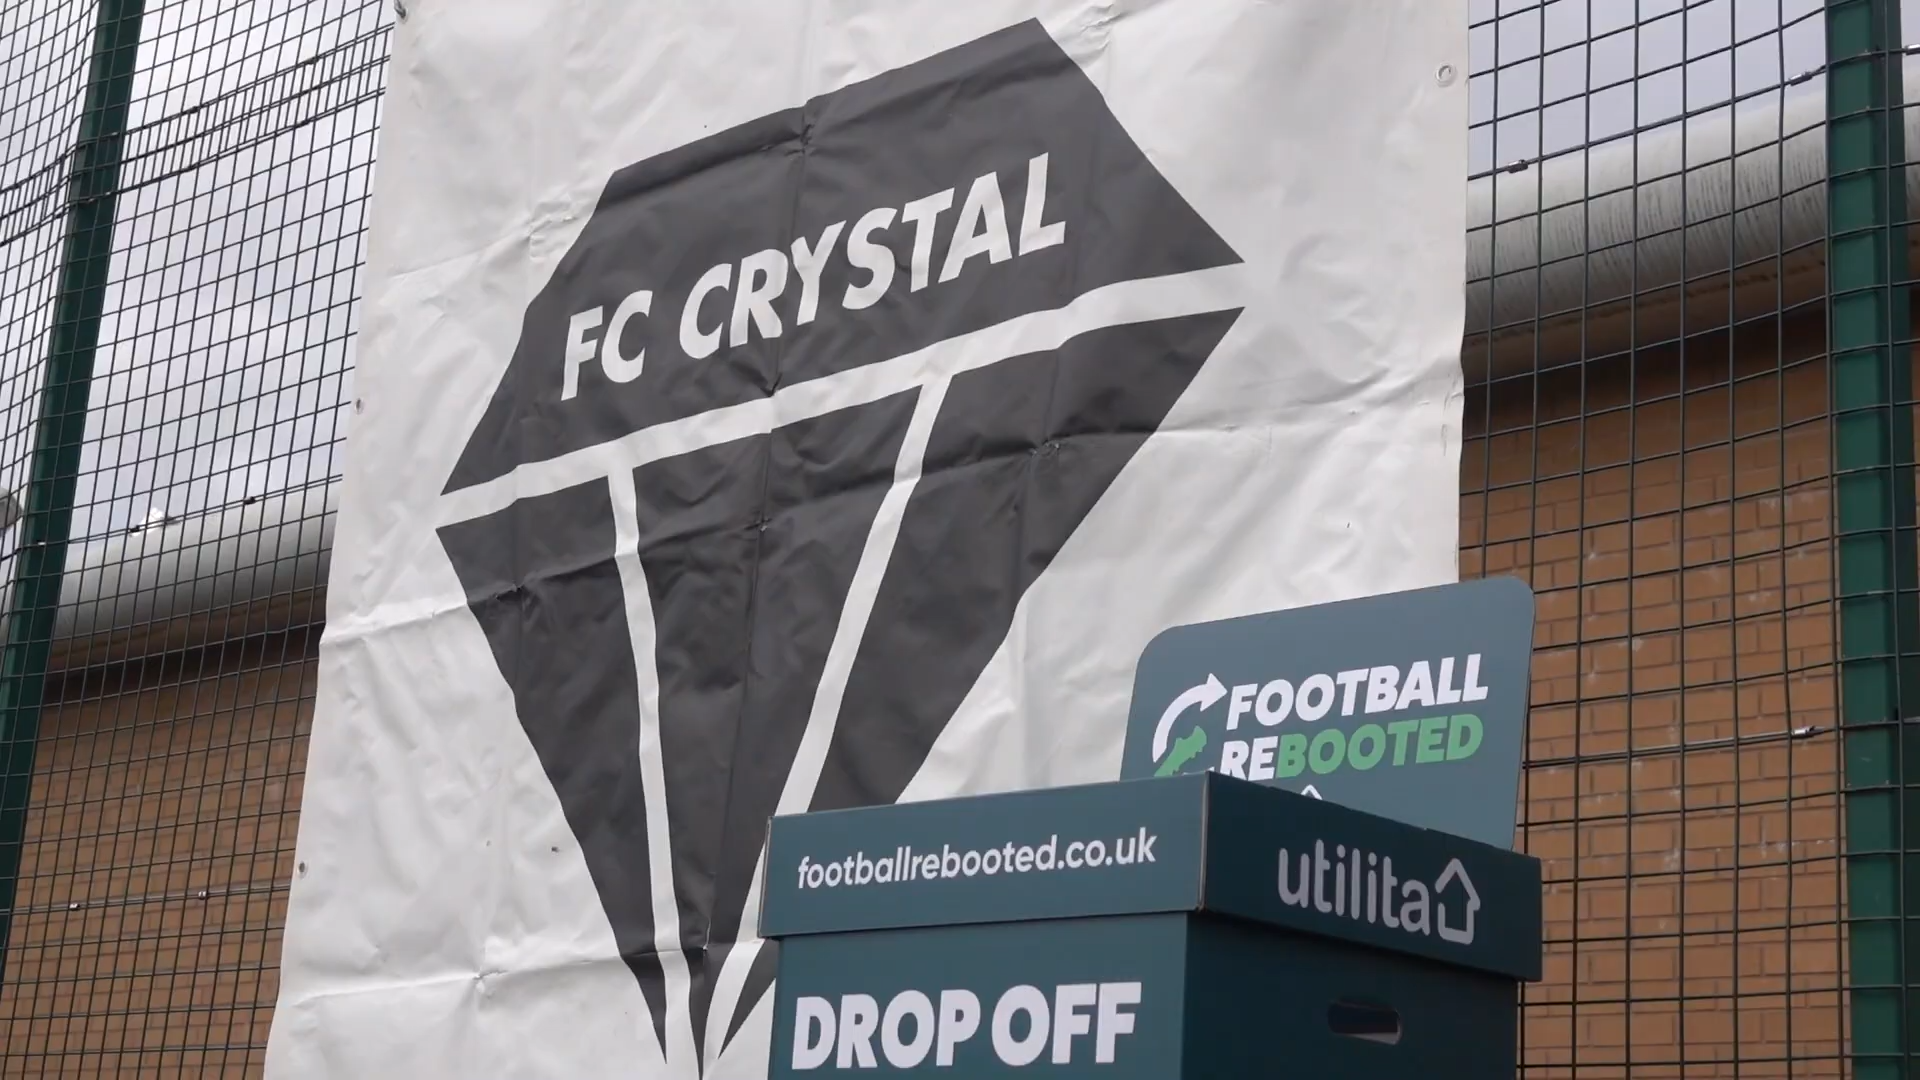 FC CRYSTAL
FOOTBALL
REBOOTED
footballrebooted.co.uk
utilita
DROP OFF